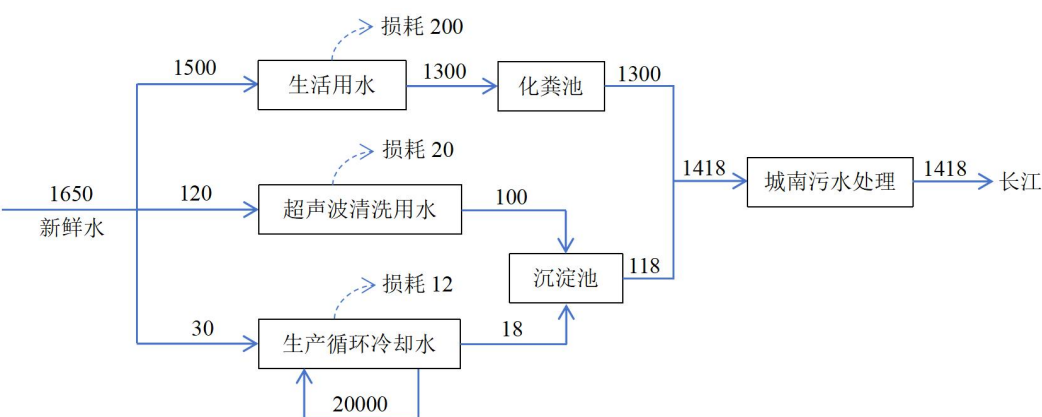 损耗 200
1500
生活用水
1300
化粪池
1300
损耗 20
1650
新鲜水
120
超声波清洗用水
100
1418
城南污水处理
1418
长江
沉淀池
118
损耗 12
30
生产循环冷却水
18
20000